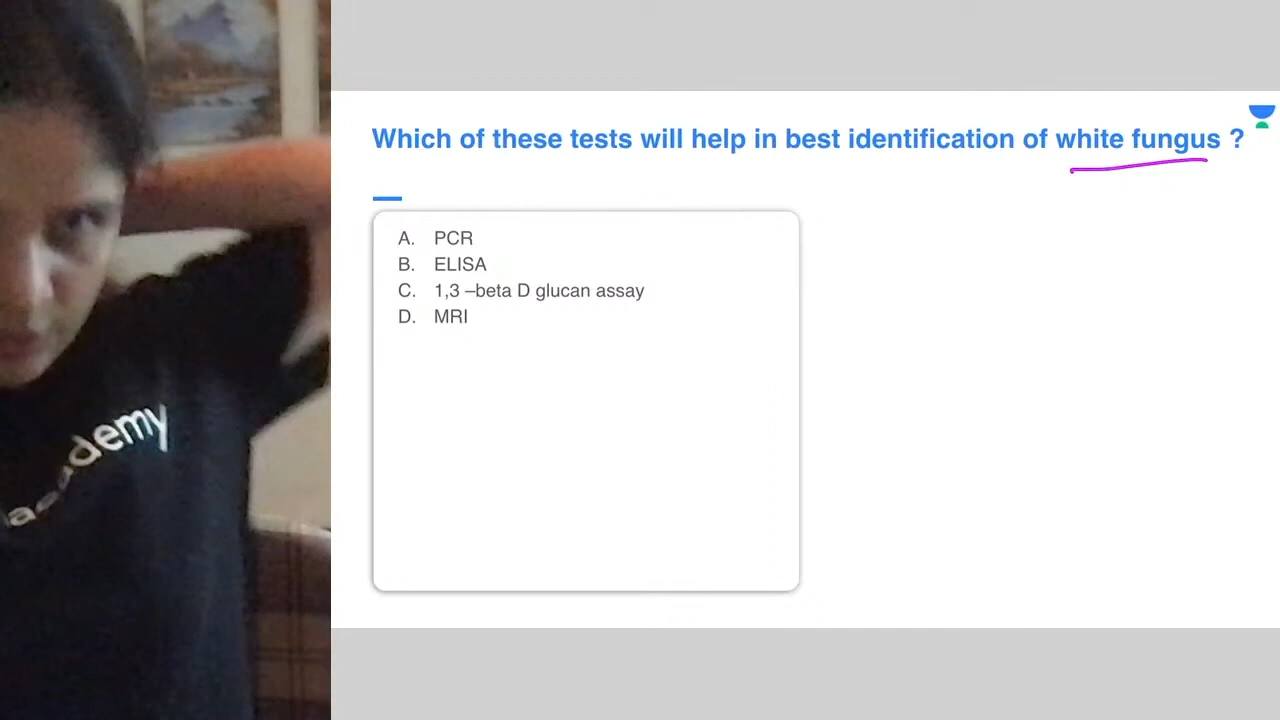 Which of these tests will help in best identification of white fungus ?
A. PCR
B. ELISA
C. 1,3 –beta D glucan assay
D. MRI
academy